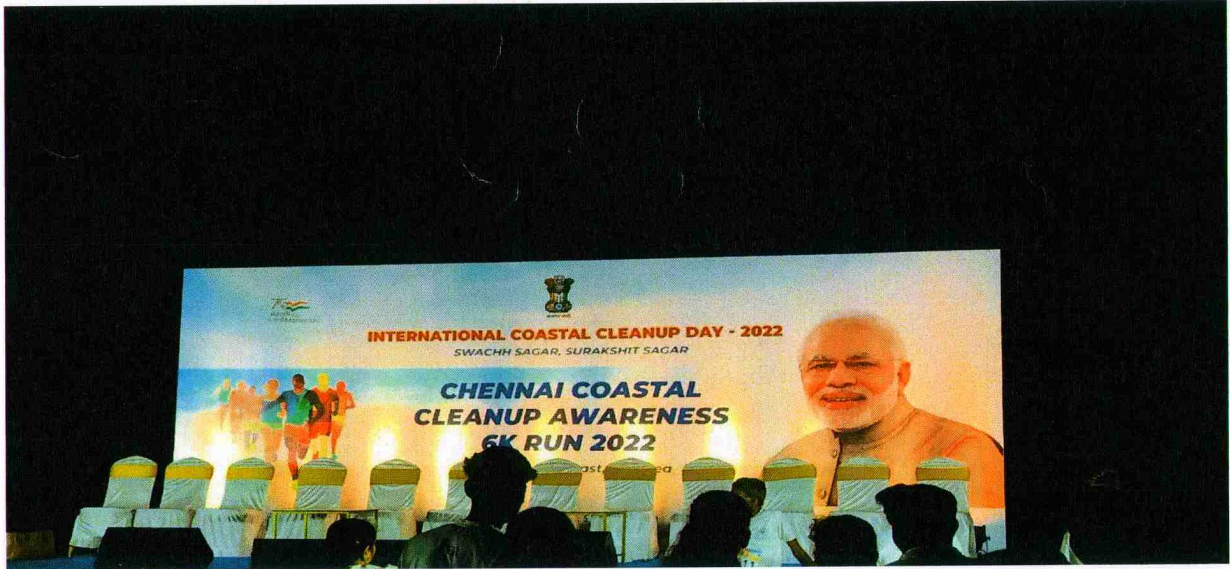 INTERNATIONAL COASTAL CLEANUP DAY - 2022
SWACHH SAGAR, SURAKSHIT SAGAR
CHENNAI COASTAL
CLEANUP AWARENESS
6K RUN 2022